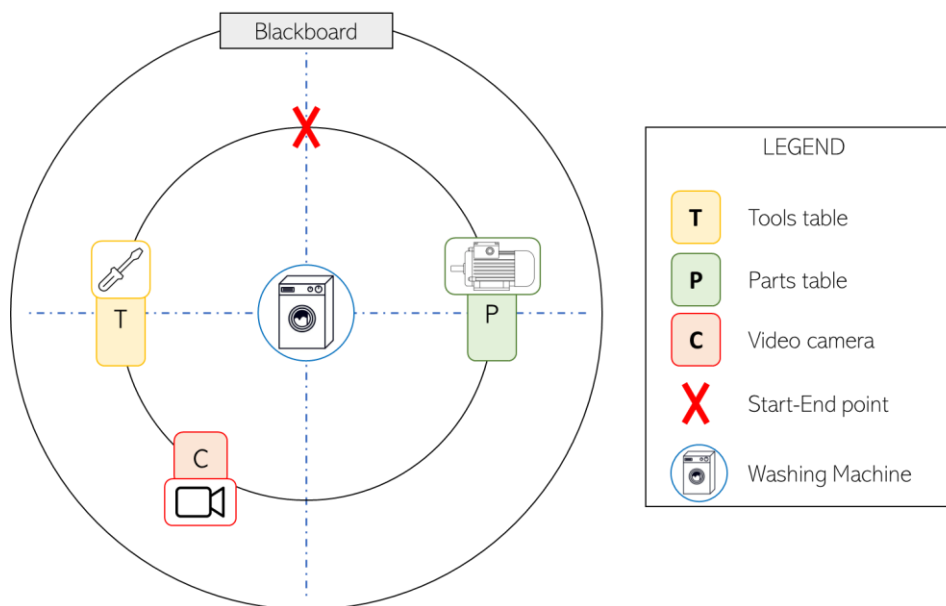 Blackboard
T
P
C
LEGEND
T Tools table
P Parts table
C Video camera
Start-End point
Washing Machine